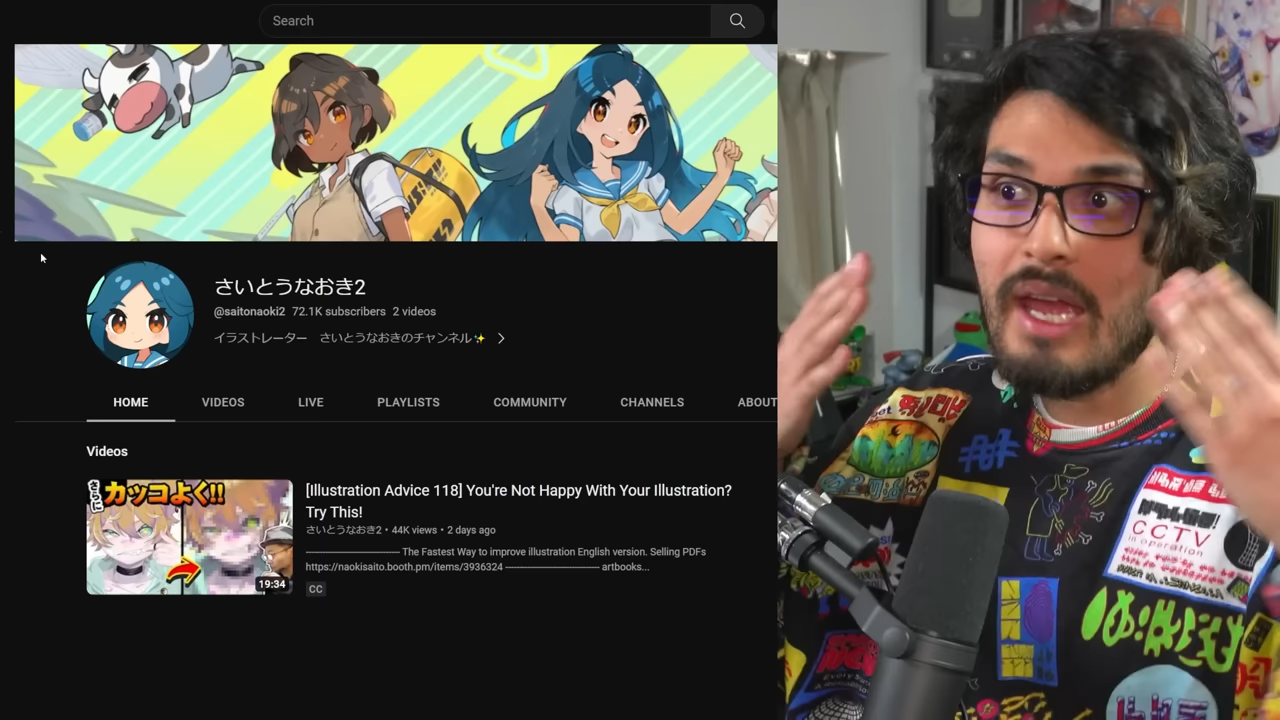 Search
さいとうなおき2
@saitonaoki2 72.1K subscribers 2 videos
イラストレーター さいとうなおきのチャンネル✨
HOME VIDEOS LIVE PLAYLISTS COMMUNITY CHANNELS ABOUT
Videos
さらに
カッコよく!!
19:34
[Illustration Advice 118] You're Not Happy With Your Illustration?
Try This!
さいとうなおき2 • 44K views • 2 days ago
———————————— The Fastest Way to improve illustration English version. Selling PDFs
https://naokisaito.booth.pm/items/3936324 ———————————— artbooks...
CC
CCTV
in operation